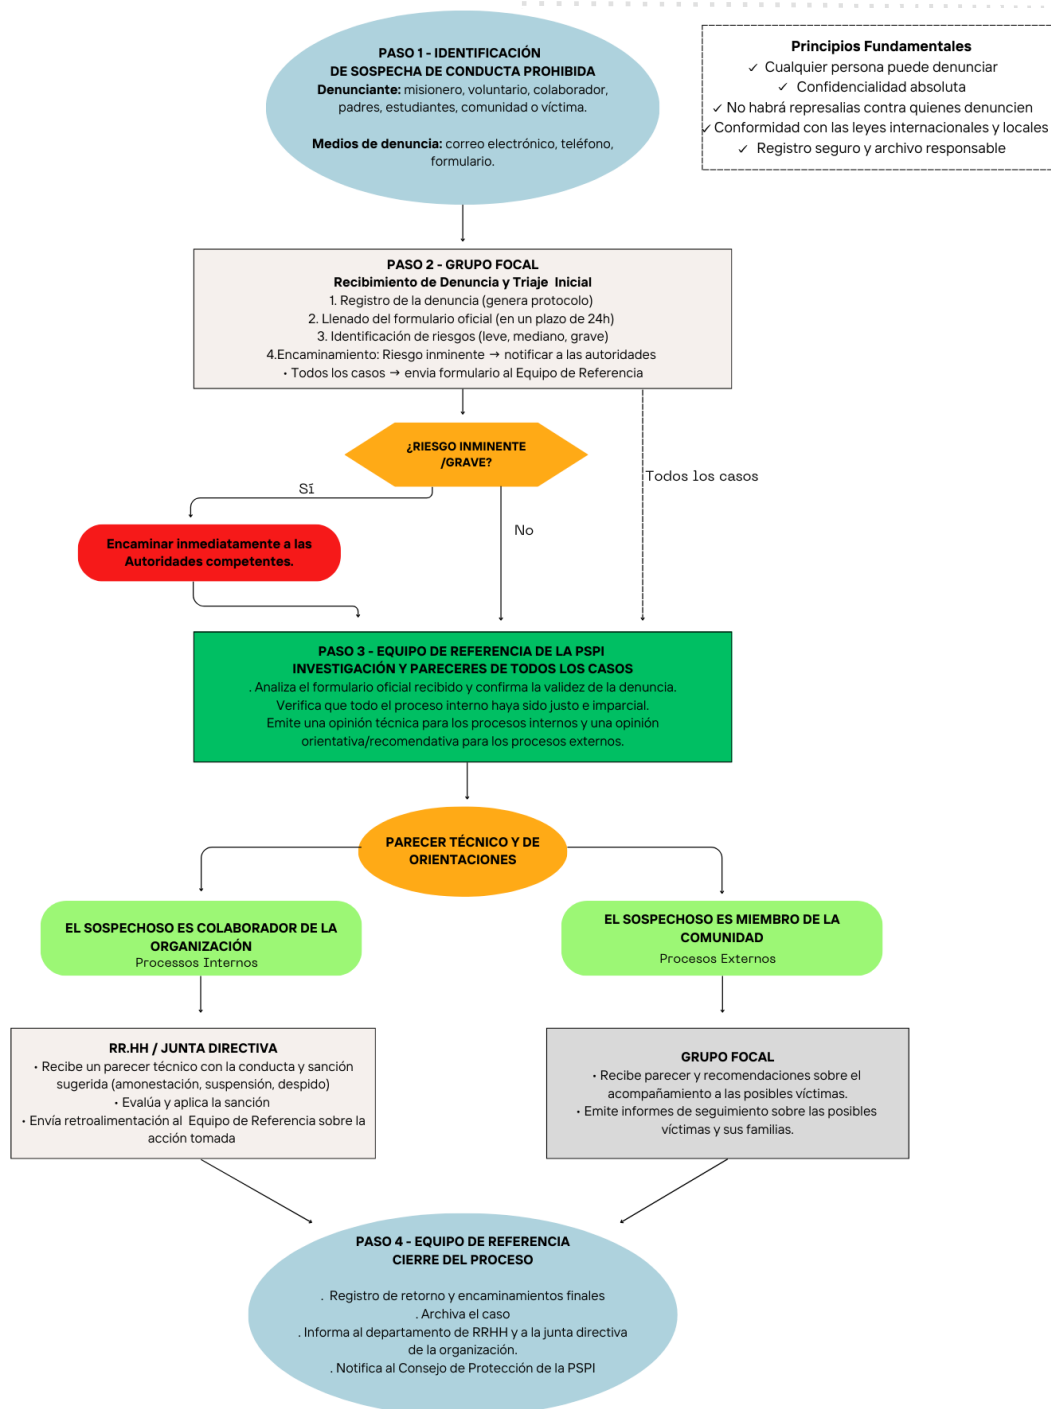 PASO 1 - IDENTIFICACIÓN
DE SOSPECHA DE CONDUCTA PROHIBIDA
Denunciante: misionero, voluntario, colaborador,
padres, estudiantes, comunidad o víctima.
Medios de denuncia: correo electrónico, teléfono,
formulario.
Principios Fundamentales
✓ Cualquier persona puede denunciar
✓ Confidencialidad absoluta
✓ No habrá represalias contra quienes denuncien
✓ Conformidad con las leyes internacionales y locales
✓ Registro seguro y archivo responsable
PASO 2 - GRUPO FOCAL
Recibimiento de Denuncia y Triaje Inicial
1. Registro de la denuncia (genera protocolo)
2. Llenado del formulario oficial (en un plazo de 24h)
3. Identificación de riesgos (leve, mediano, grave)
4.Encaminamiento: Riesgo inminente → notificar a las autoridades
• Todos los casos → envia formulario al Equipo de Referencia
¿RIESGO INMINENTE
/GRAVE?
Todos los casos
Sí
No
Encaminar inmediatamente a las
Autoridades competentes.
PASO 3 - EQUIPO DE REFERENCIA DE LA PSPI
INVESTIGACIÓN Y PARECERES DE TODOS LOS CASOS
. Analiza el formulario oficial recibido y confirma la validez de la denuncia.
Verifica que todo el proceso interno haya sido justo e imparcial.
Emite una opinión técnica para los procesos internos y una opinión
orientativa/recomendativa para los procesos externos.
PARECER TÉCNICO Y DE
ORIENTACIONES
EL SOSPECHOSO ES COLABORADOR DE LA
ORGANIZACIÓN
Processos Internos
EL SOSPECHOSO ES MIEMBRO DE LA
COMUNIDAD
Procesos Externos
RR.HH / JUNTA DIRECTIVA
• Recibe un parecer técnico con la conducta y sanción
sugerida (amonestación, suspensión, despido)
• Evalúa y aplica la sanción
• Envía retroalimentación al Equipo de Referencia sobre la
acción tomada
GRUPO FOCAL
• Recibe parecer y recomendaciones sobre el
acompañamiento a las posibles víctimas.
• Emite informes de seguimiento sobre las posibles
víctimas y sus familias.
PASO 4 - EQUIPO DE REFERENCIA
CIERRE DEL PROCESO
. Registro de retorno y encaminamientos finales
. Archiva el caso
. Informa al departamento de RRHH y a la junta directiva
de la organización.
. Notifica al Consejo de Protección de la PSPI